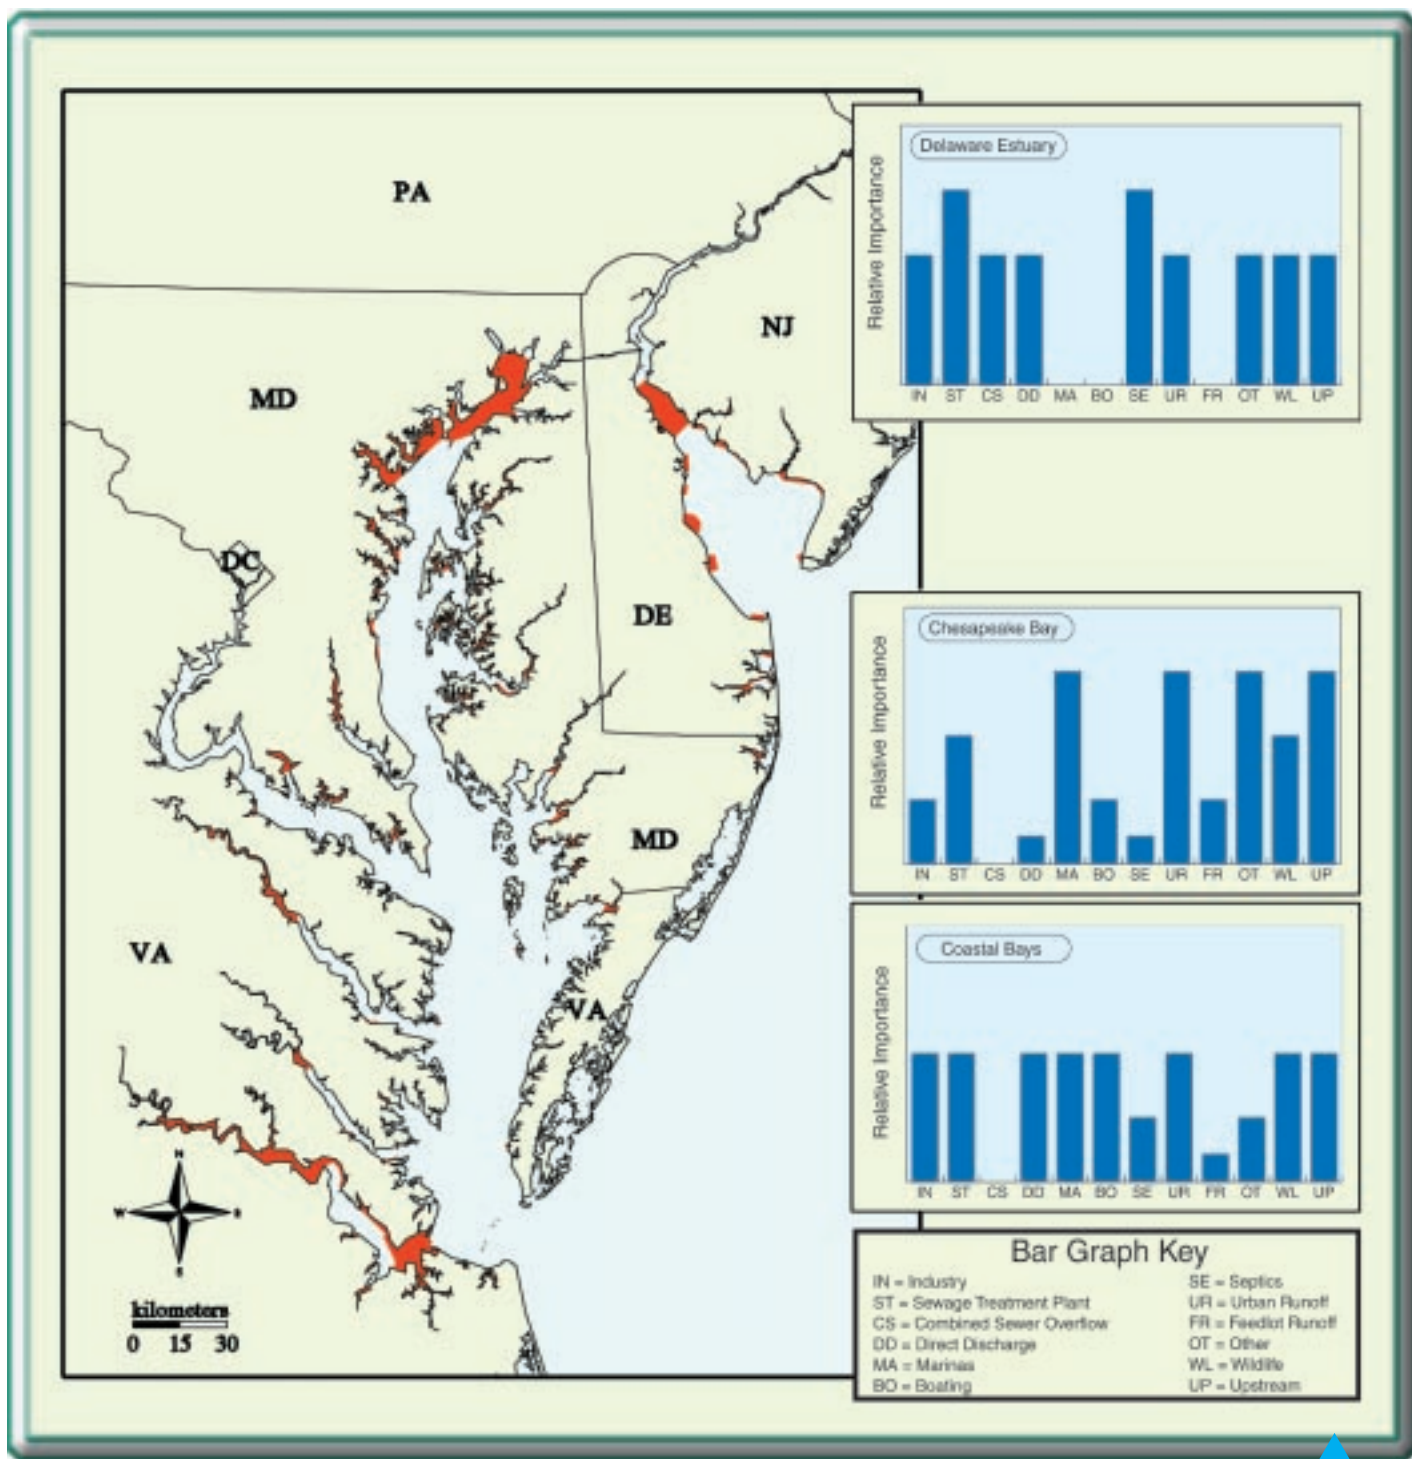 PA
NJ
MD
DC
DE
MD
VA
VA
N
W
E
S
kilometers
0 15 30
Delaware Estuary
Relative Importance
IN ST CS DD MA BO SE UR FR OT WL UP
Chesapeake Bay
Relative Importance
IN ST CS DD MA BO SE UR FR OT WL UP
Coastal Bays
Relative Importance
IN ST CS DD MA BO SE UR FR OT WL UP
Bar Graph Key
IN = Industry
ST = Sewage Treatment Plant
CS = Combined Sewer Overflow
DD = Direct Discharge
MA = Marinas
BO = Boating
SE = Septics
UR = Urban Runoff
FR = Feedlot Runoff
OT = Other
WL = Wildlife
UP = Upstream